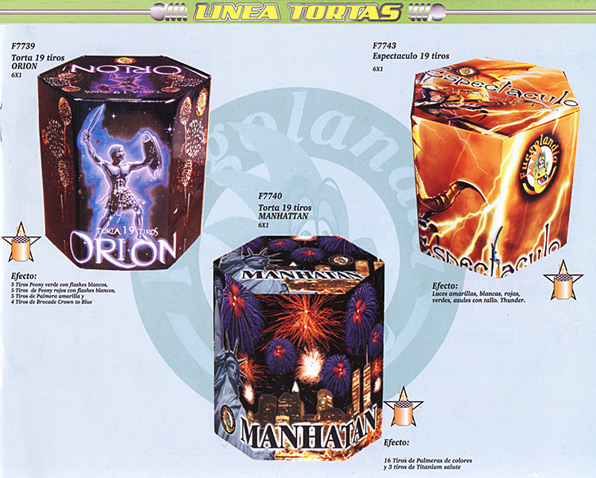 LINEA TORTAS
F7739
Torta 19 tiros
ORION
6X1
ORION
TORTA 19 TIROS
ORION
Efecto:
5 Tiros Peony verde con flashes blancos,
5 Tiros de Peony rojos con flashes blancos,
5 Tiros de Palmera amarilla y
4 Tiros de Brocade Crown to Blue
F7740
Torta 19 tiros
MANHATTAN
6X1
MANHATAN
MANHATAN
Efecto:
16 Tiros de Palmeras de colores
y 3 tiros de Titanium salute
F7743
Espectaculo 19 tiros
6X1
Espectaculo
Fuegolandia
Espectaculo
Efecto:
Luces amarillas, blancas, rojas,
verdes, azules con tallo. Thunder.